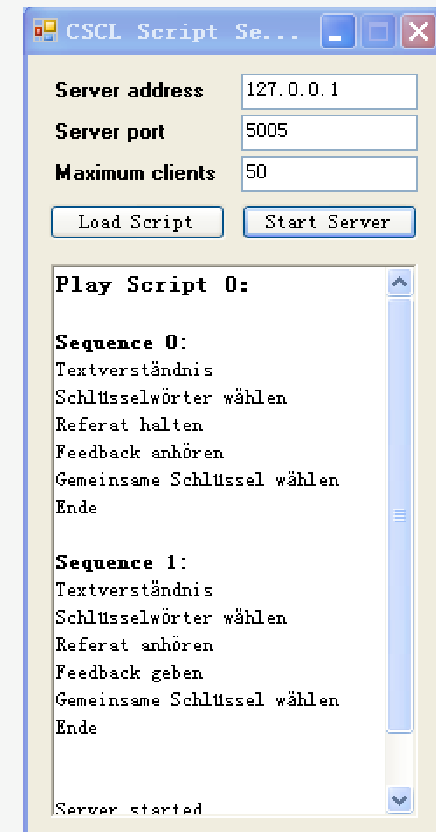 CSCL Script Se...
Server address 127.0.0.1
Server port 5005
Maximum clients 50
Load Script Start Server
Play Script 0:
Sequence 0:
Textverständnis
Schlüsselwörter wählen
Referat halten
Feedback anhören
Gemeinsame Schlüssel wählen
Ende
Sequence 1:
Textverständnis
Schlüsselwörter wählen
Referat anhören
Feedback geben
Gemeinsame Schlüssel wählen
Ende
Server started